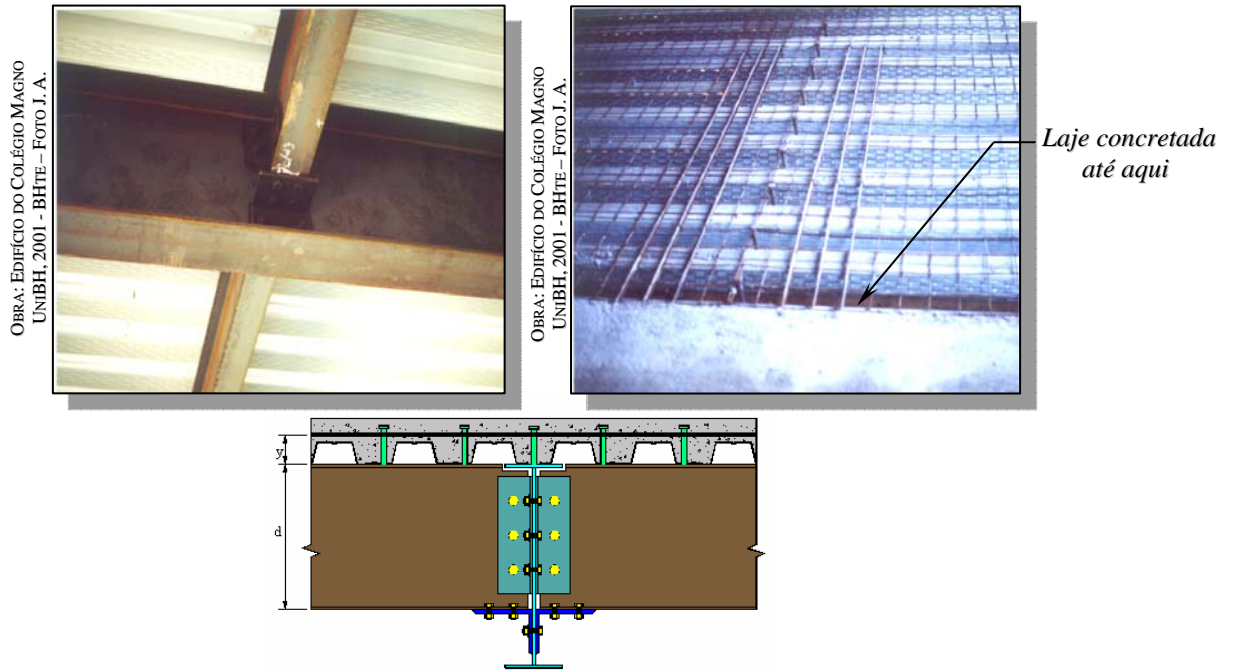 OBRA: EDIFÍCIO DO COLÉGIO MAGNO
UNIBH, 2001 - BHTE – FOTO J. A.
OBRA: EDIFÍCIO DO COLÉGIO MAGNO
UNIBH, 2001 - BHTE – FOTO J. A.
Laje concretada
até aqui
y
d